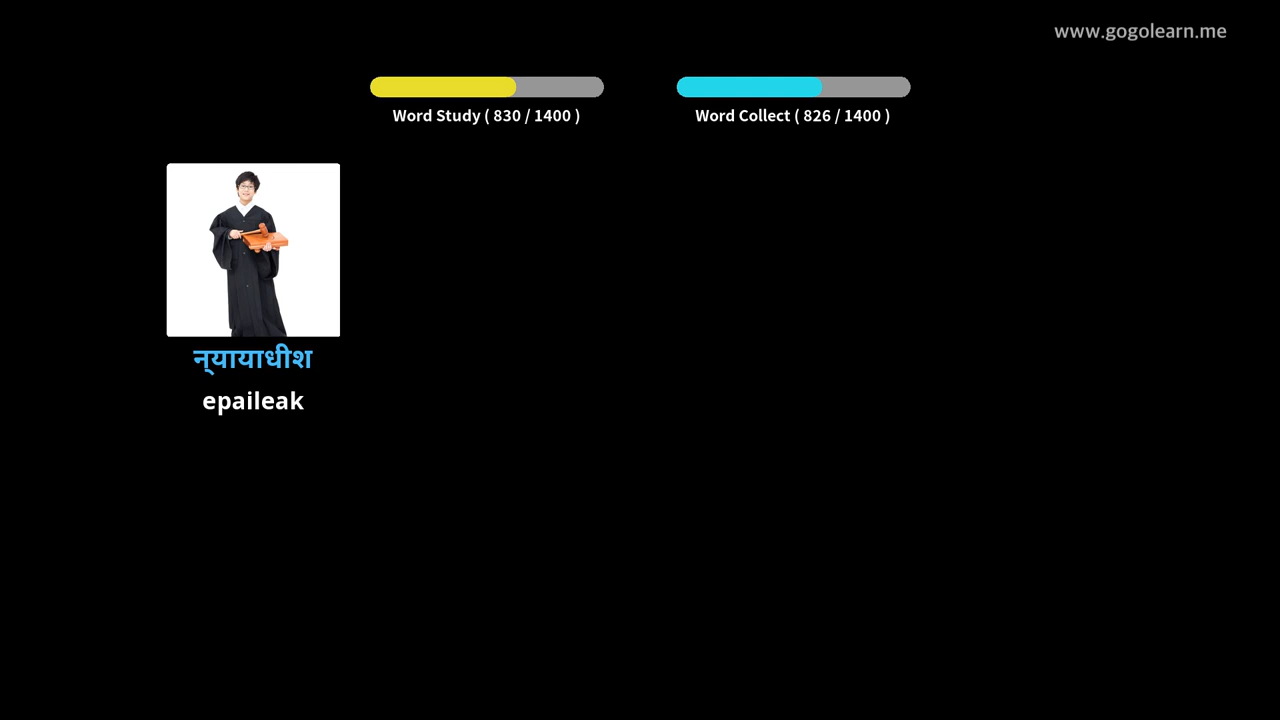 www.gogolearn.me
Word Study ( 830 / 1400 )
Word Collect ( 826 / 1400 )
न्‌यायाधीश
epaileak